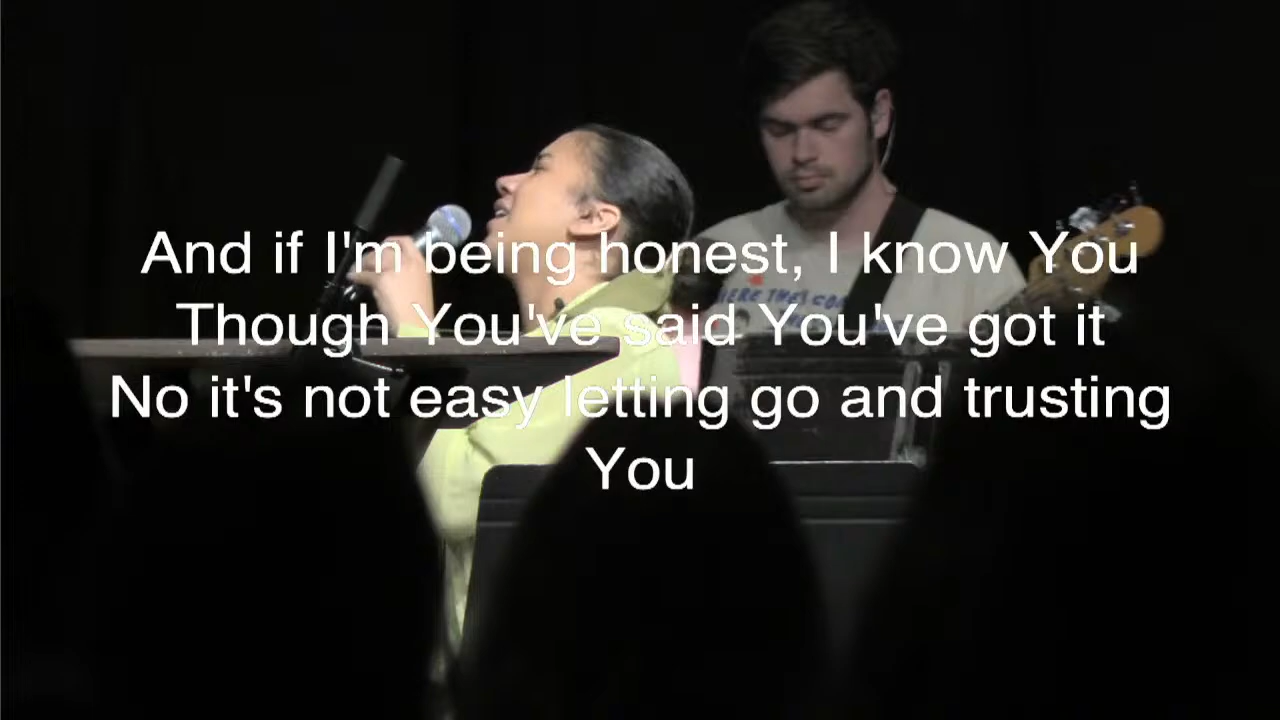 And if I'm being honest, I know You
Though You've said You've got it
No it's not easy letting go and trusting
You